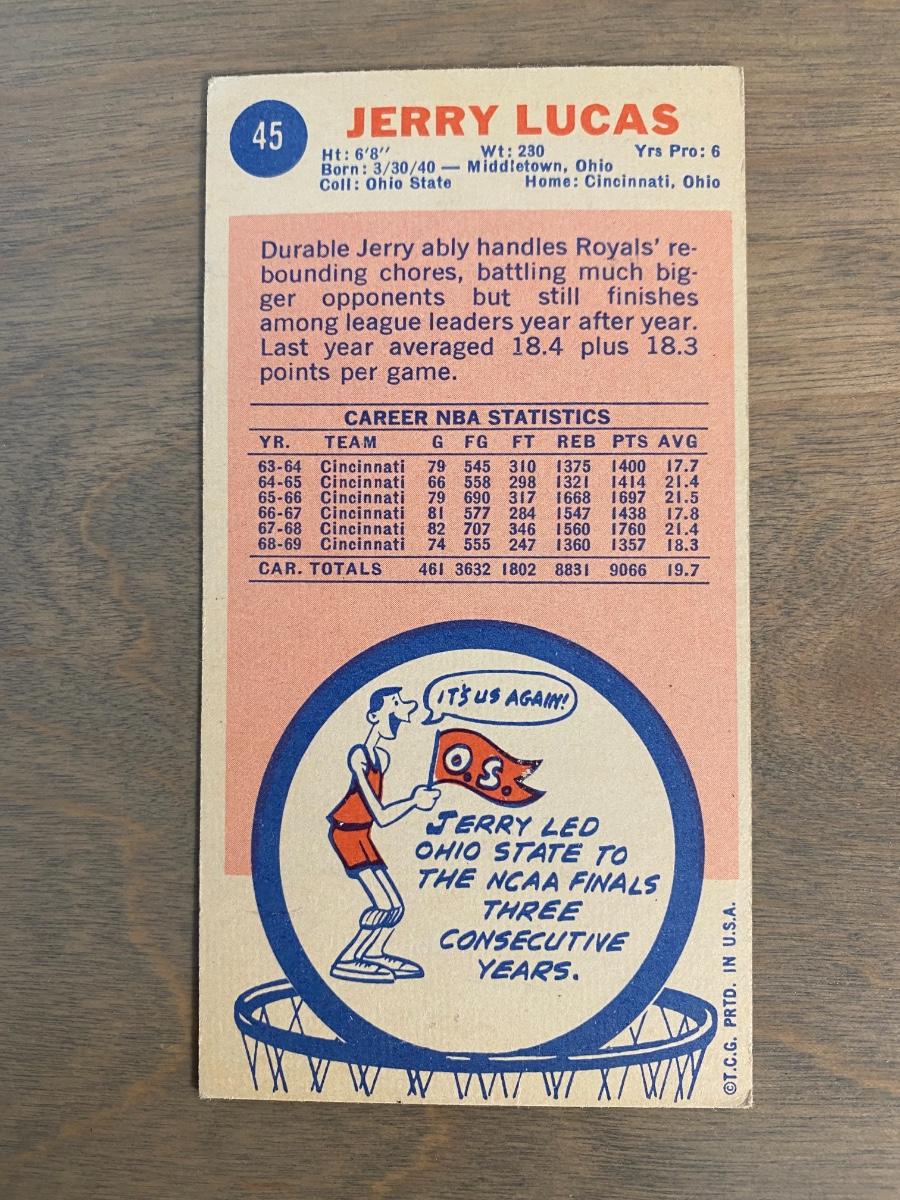 45
JERRY LUCAS
Ht: 6'8" Wt: 230 Yrs Pro: 6
Born: 3/30/40 — Middletown, Ohio
Coll: Ohio State Home: Cincinnati, Ohio
Durable Jerry ably handles Royals' re-
bounding chores, battling much big-
ger opponents but still finishes
among league leaders year after year.
Last year averaged 18.4 plus 18.3
points per game.
CAREER NBA STATISTICS
YR. TEAM G FG FT REB PTS AVG
63-64 Cincinnati 79 545 310 1375 1400 17.7
64-65 Cincinnati 66 558 298 1321 1414 21.4
65-66 Cincinnati 79 690 317 1668 1697 21.5
66-67 Cincinnati 81 577 284 1547 1438 17.8
67-68 Cincinnati 82 707 346 1560 1760 21.4
68-69 Cincinnati 74 555 247 1360 1357 18.3
CAR. TOTALS 461 3632 1802 8831 9066 19.7
IT'S US AGAIN!
O.S.
JERRY LED
OHIO STATE TO
THE NCAA FINALS
THREE
CONSECUTIVE
YEARS.
©T.C.G. PRTD. IN U.S.A.